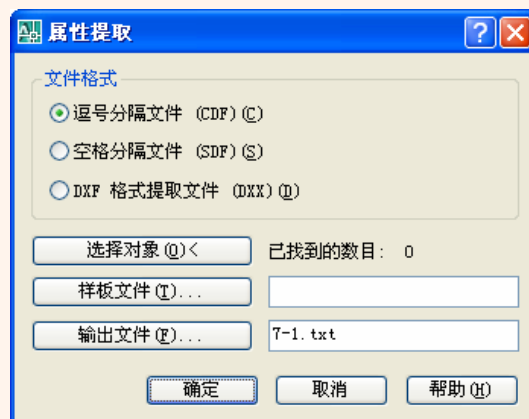 属性提取
文件格式
逗号分隔文件 (CDF)(C)
空格分隔文件 (SDF)(S)
DXF 格式提取文件 (DXX)(D)
选择对象(O)< 已找到的数目: 0
样板文件(T)...
输出文件(F)... 7-1.txt
确定 取消 帮助(H)